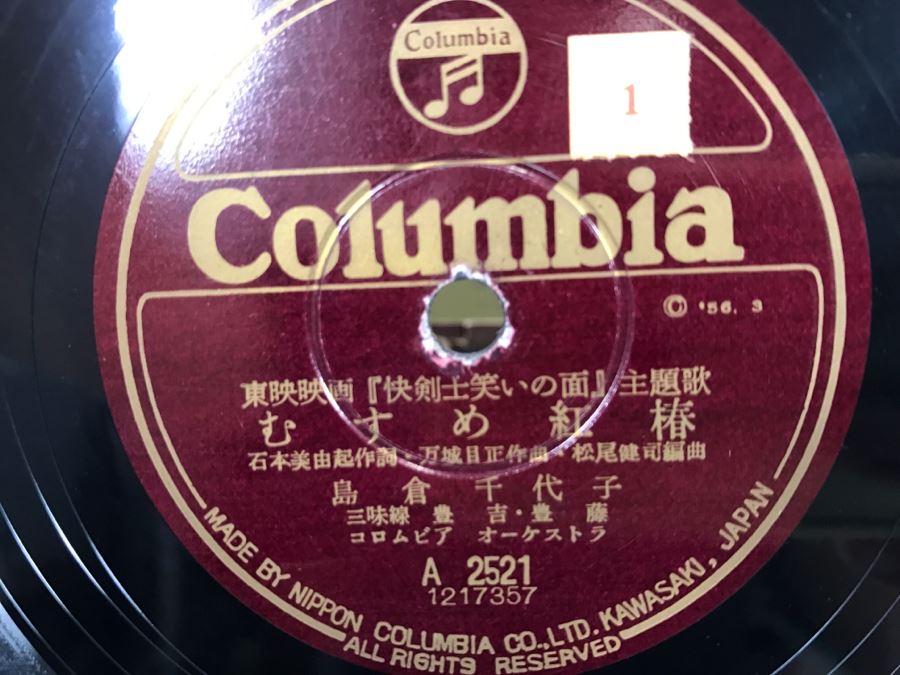 Columbia
1
Columbia
© '56. 3
東映映画『快剣士笑いの面』主題歌
むすめ紅椿
石本美由起作詞・万城目正作曲・松尾健司編曲
島倉千代子
三味線 豊吉・豊藤
コロムビア オーケストラ
A 2521
1217357
MADE BY NIPPON COLUMBIA CO.,LTD. KAWASAKI, JAPAN
ALL RIGHTS RESERVED